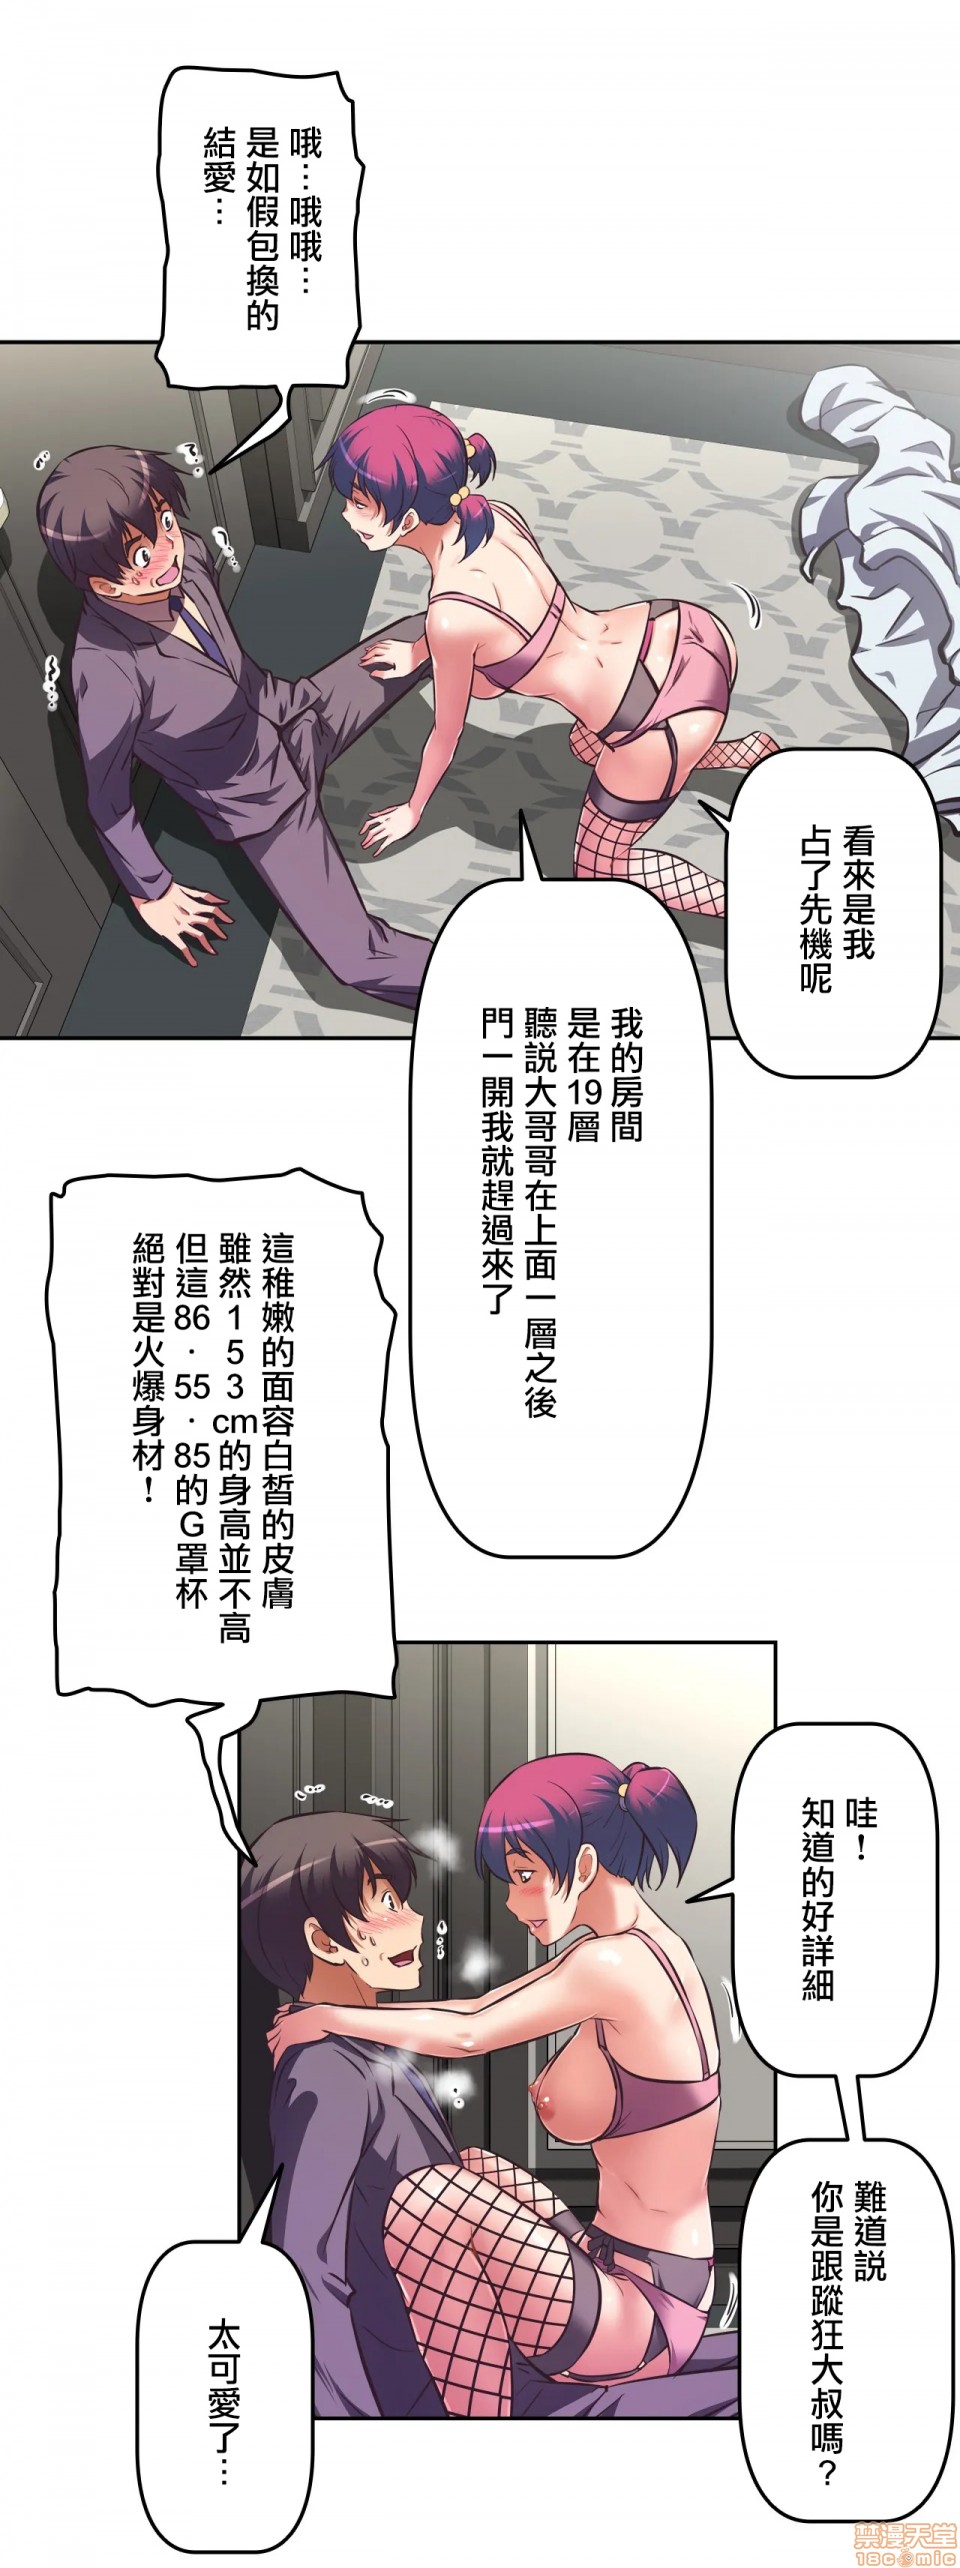 哦…哦哦…
是如假包換的
結愛…
看來是我
占了先機呢
我的房間
是在19層
聽説大哥哥在上面一層之後
門一開我就趕過來了
這稚嫩的面容白皙的皮膚
雖然153cm的身高並不高
但這86．55．85的G罩杯
絕對是火爆身材！
哇！
知道的好詳細
難道説
你是跟蹤狂大叔嗎？
太可愛了…
禁漫天堂
18comic